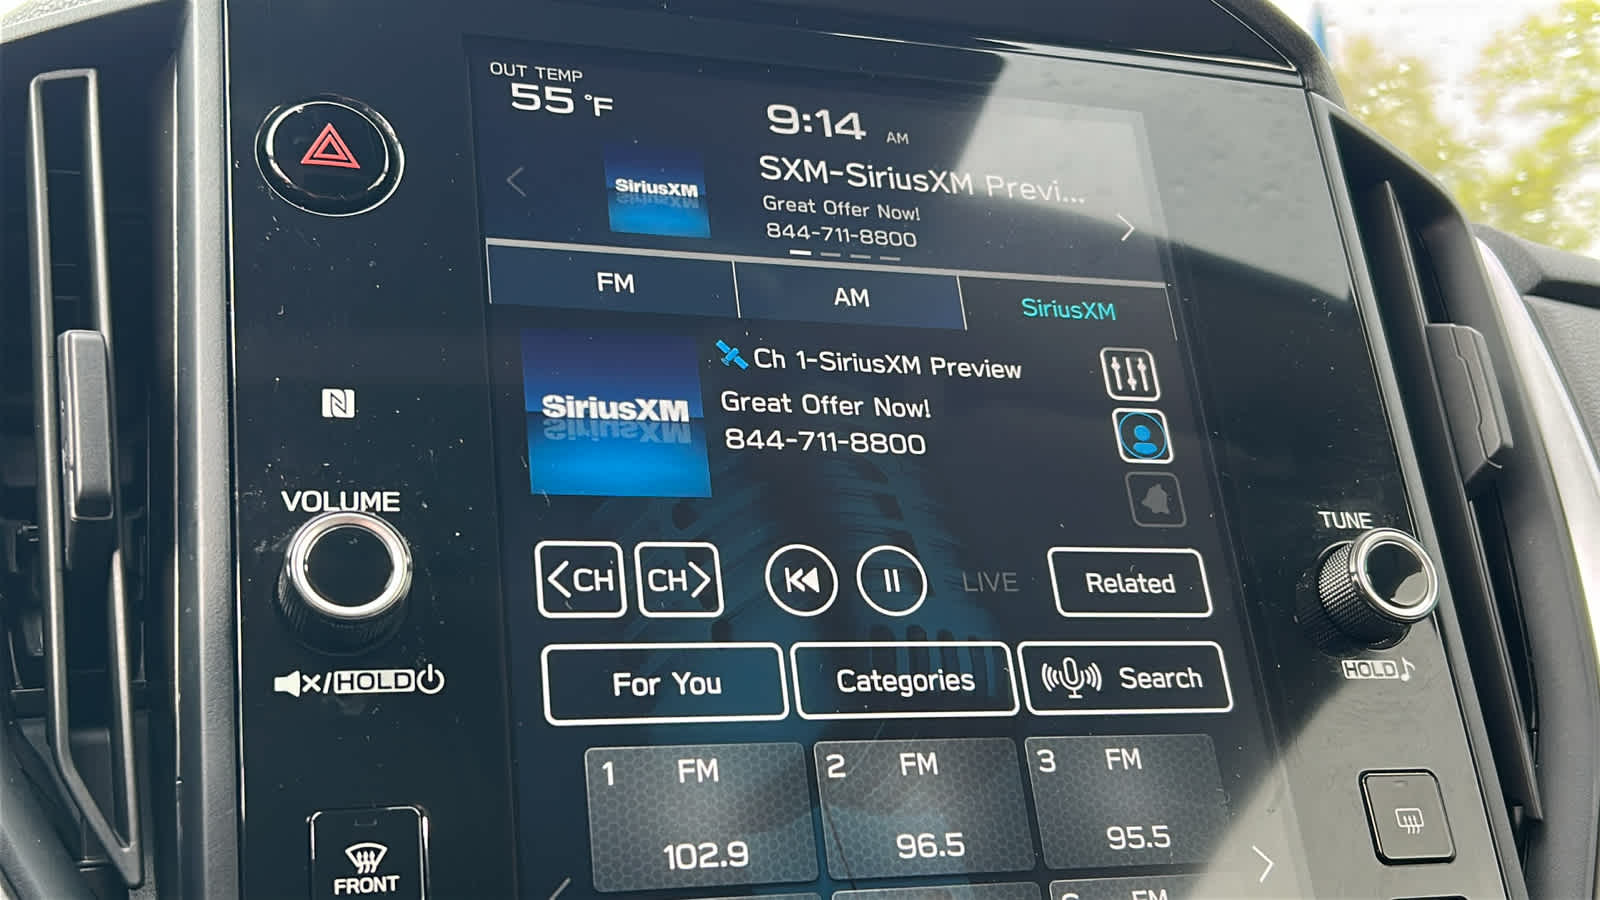 OUT TEMP
55 °F
9:14 AM
SiriusXM
SXM-SiriusXM Previ...
Great Offer Now!
844-711-8800
FM
AM
SiriusXM
SiriusXM
Ch 1-SiriusXM Preview
Great Offer Now!
844-711-8800
VOLUME
/HOLD
TUNE
HOLD
<CH
CH>
LIVE
Related
For You
Categories
Search
1 FM
102.9
2 FM
96.5
3 FM
95.5
FM
FRONT